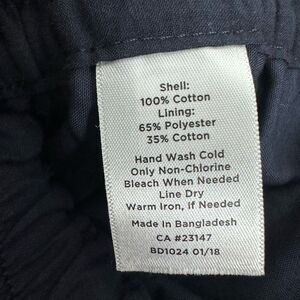 Shell:
100% Cotton
Lining:
65% Polyester
35% Cotton
Hand Wash Cold
Only Non-Chlorine
Bleach When Needed
Line Dry
Warm Iron, If Needed
Made In Bangladesh
CA #23147
BD1024 01/18